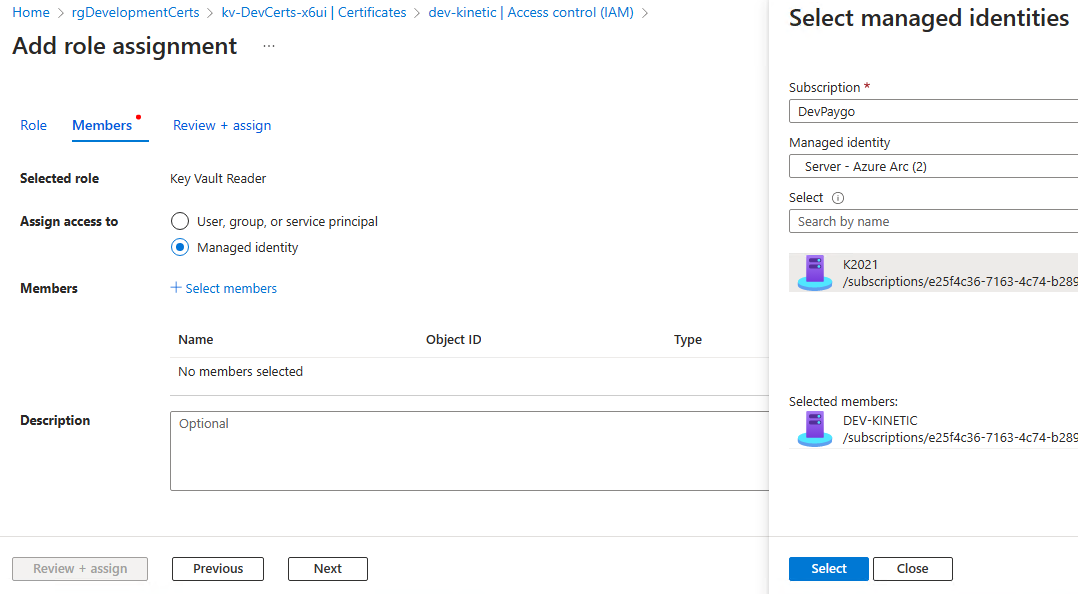 Home > rgDevelopmentCerts > kv-DevCerts-x6ui | Certificates > dev-kinetic | Access control (IAM) >
Add role assignment ...
Role Members Review + assign
Selected role Key Vault Reader
Assign access to User, group, or service principal
Managed identity
Members + Select members
Name Object ID Type
No members selected
Description Optional
Review + assign Previous Next
Select managed identities
Subscription *
DevPaygo
Managed identity
Server - Azure Arc (2)
Select
Search by name
K2021
/subscriptions/e25f4c36-7163-4c74-b289
Selected members:
DEV-KINETIC
/subscriptions/e25f4c36-7163-4c74-b289
Select Close